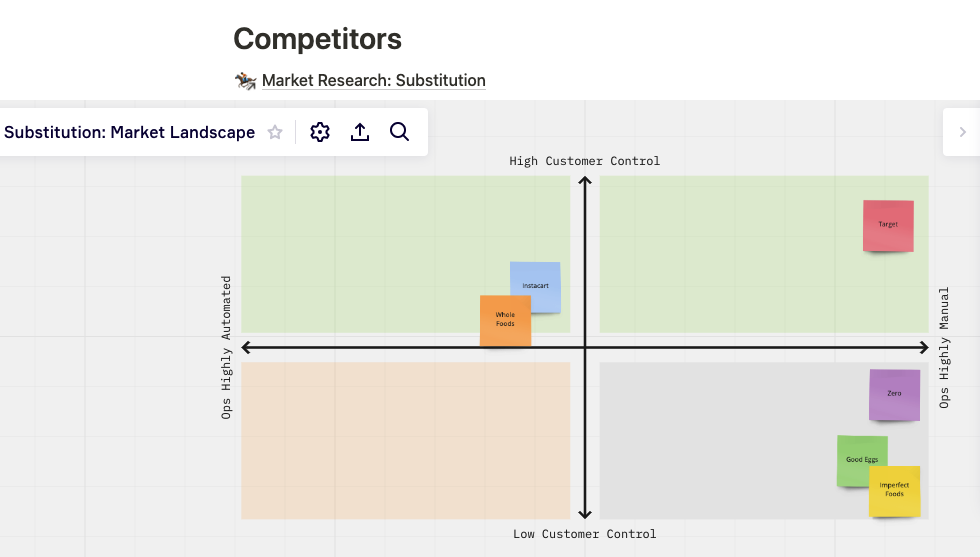 Competitors
Market Research: Substitution
Substitution: Market Landscape
High Customer Control
Target
Instacart
Whole
Foods
Ops Highly Automated
Ops Highly Manual
Zero
Good Eggs
Imperfect
Foods
Low Customer Control